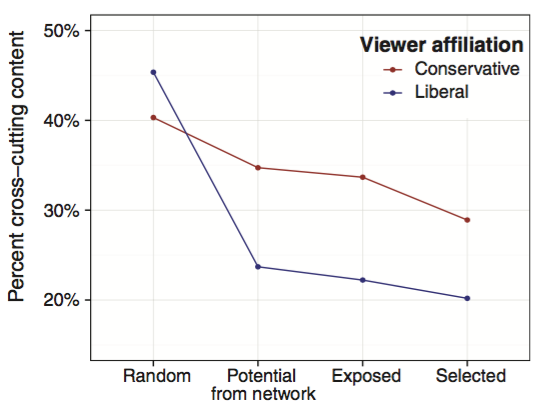 Percent cross-cutting content
50%
40%
30%
20%
Viewer affiliation
Conservative
Liberal
Random
Potential
from network
Exposed
Selected